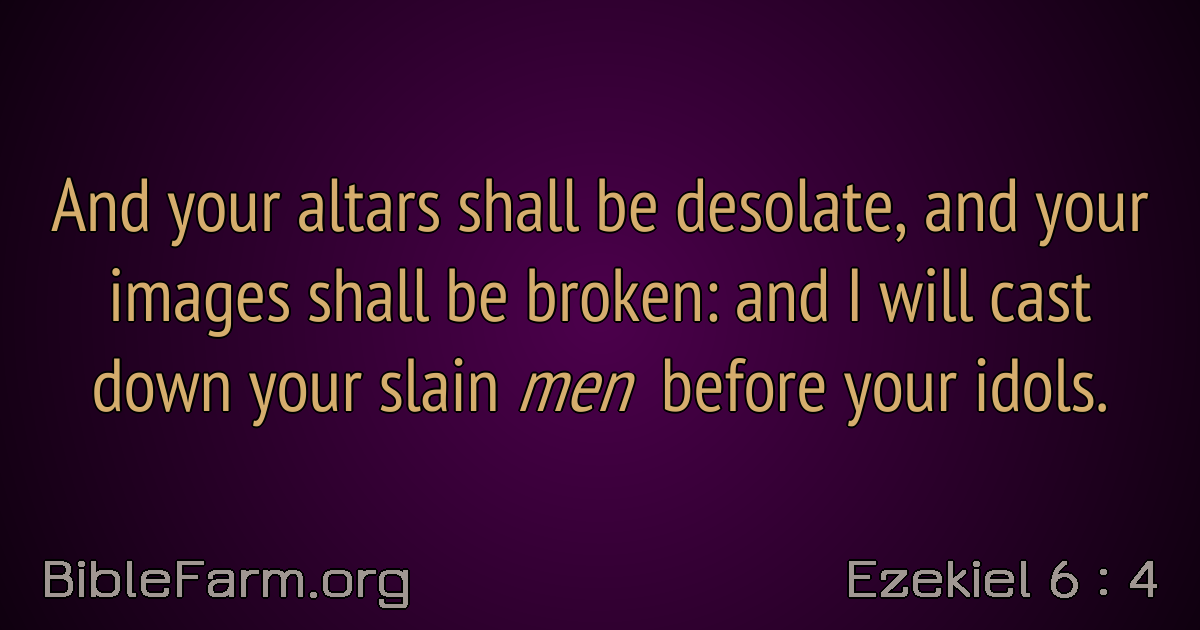 And your altars shall be desolate, and your
images shall be broken: and I will cast
down your slain men before your idols.
BibleFarm.org
Ezekiel 6 : 4